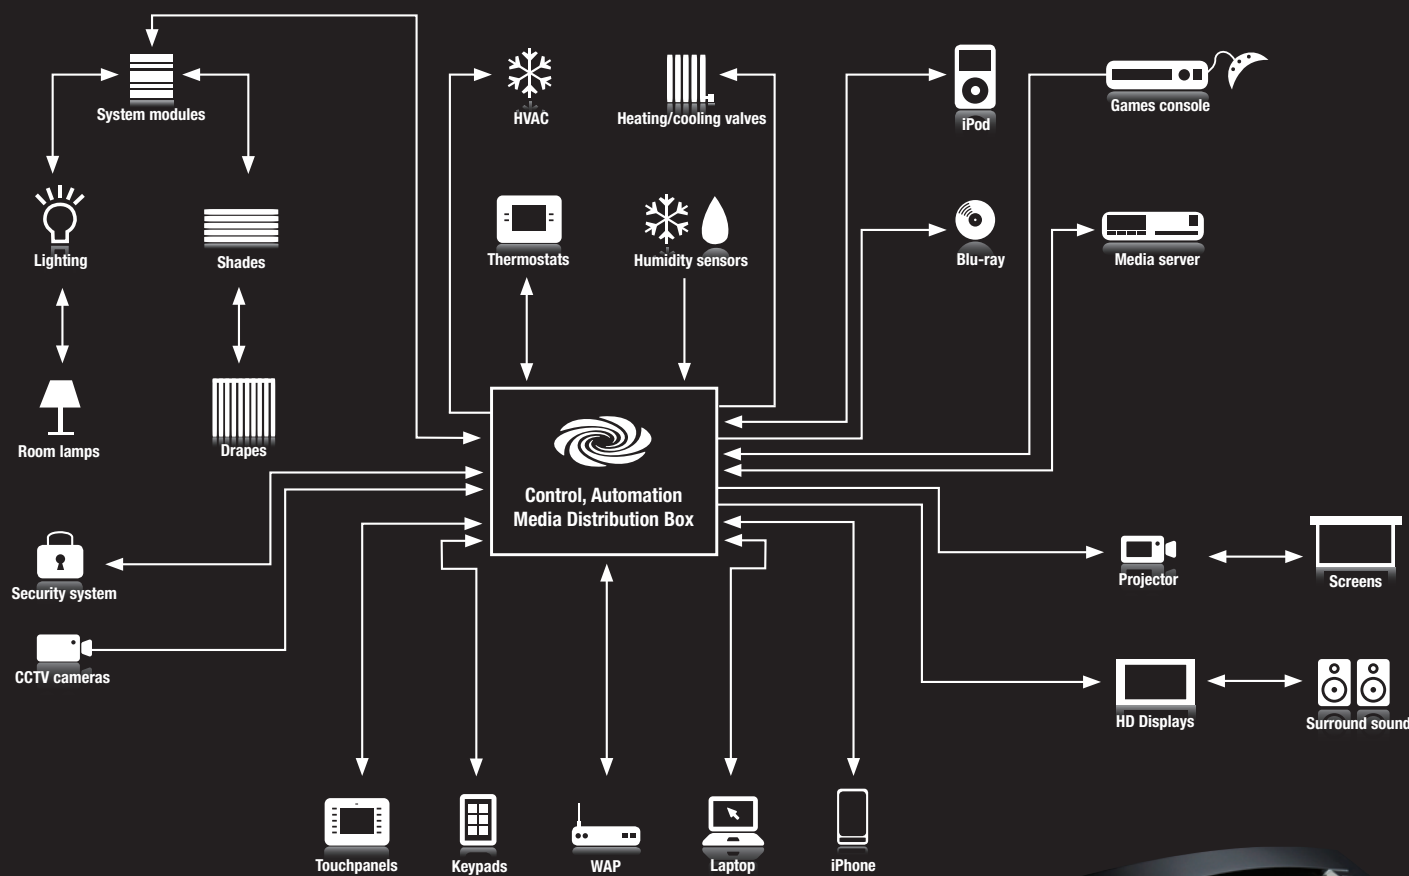 System modules
HVAC
Heating/cooling valves
iPod
Games console
Lighting
Shades
Thermostats
Humidity sensors
Blu-ray
Media server
Room lamps
Drapes
Control, Automation
Media Distribution Box
Security system
Projector
Screens
CCTV cameras
HD Displays
Surround sound
Touchpanels
Keypads
WAP
Laptop
iPhone